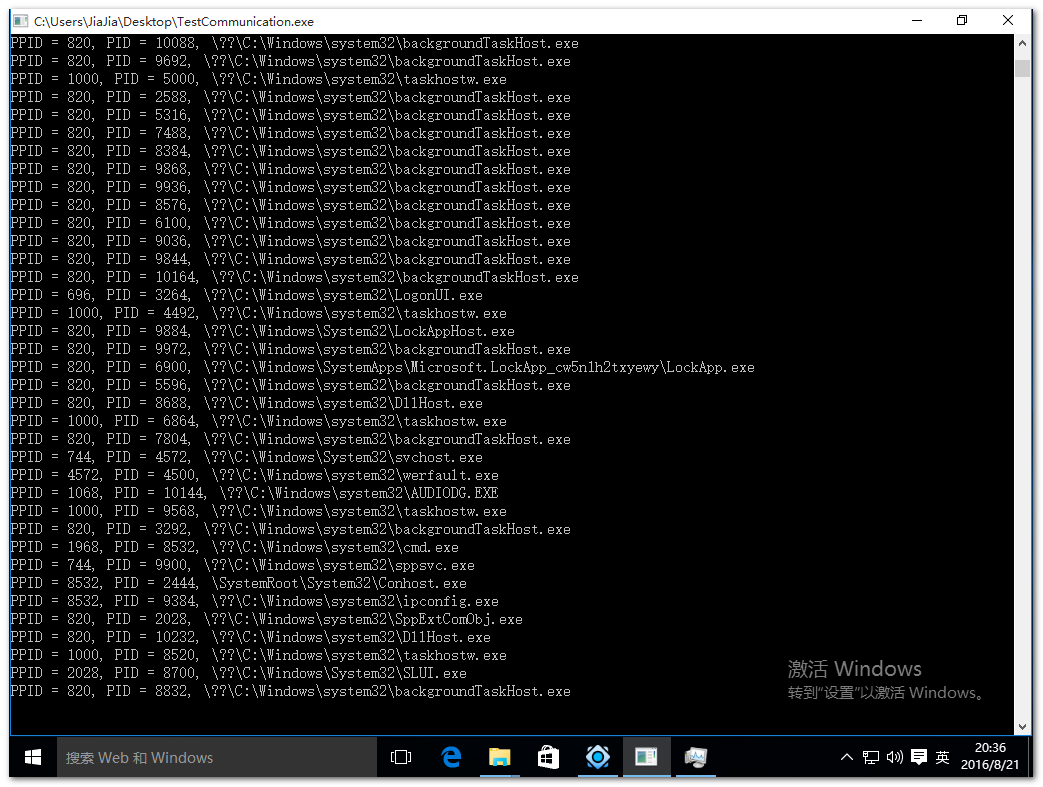 C:\Users\JiaJia\Desktop\TestCommunication.exe
PPID = 820, PID = 10088, \??\C:\Windows\system32\backgroundTaskHost.exe
PPID = 820, PID = 9692, \??\C:\Windows\system32\backgroundTaskHost.exe
PPID = 1000, PID = 5000, \??\C:\Windows\system32\taskhostw.exe
PPID = 820, PID = 2588, \??\C:\Windows\system32\backgroundTaskHost.exe
PPID = 820, PID = 5316, \??\C:\Windows\system32\backgroundTaskHost.exe
PPID = 820, PID = 7488, \??\C:\Windows\system32\backgroundTaskHost.exe
PPID = 820, PID = 8384, \??\C:\Windows\system32\backgroundTaskHost.exe
PPID = 820, PID = 9868, \??\C:\Windows\system32\backgroundTaskHost.exe
PPID = 820, PID = 9936, \??\C:\Windows\system32\backgroundTaskHost.exe
PPID = 820, PID = 8576, \??\C:\Windows\system32\backgroundTaskHost.exe
PPID = 820, PID = 6100, \??\C:\Windows\system32\backgroundTaskHost.exe
PPID = 820, PID = 9036, \??\C:\Windows\system32\backgroundTaskHost.exe
PPID = 820, PID = 9844, \??\C:\Windows\system32\backgroundTaskHost.exe
PPID = 820, PID = 10164, \??\C:\Windows\system32\backgroundTaskHost.exe
PPID = 696, PID = 3264, \??\C:\Windows\system32\LogonUI.exe
PPID = 1000, PID = 4492, \??\C:\Windows\system32\taskhostw.exe
PPID = 820, PID = 9884, \??\C:\Windows\System32\LockAppHost.exe
PPID = 820, PID = 9972, \??\C:\Windows\system32\backgroundTaskHost.exe
PPID = 820, PID = 6900, \??\C:\Windows\SystemApps\Microsoft.LockApp_cw5n1h2txyewy\LockApp.exe
PPID = 820, PID = 5596, \??\C:\Windows\system32\backgroundTaskHost.exe
PPID = 820, PID = 8688, \??\C:\Windows\system32\DllHost.exe
PPID = 1000, PID = 6864, \??\C:\Windows\system32\taskhostw.exe
PPID = 820, PID = 7804, \??\C:\Windows\system32\backgroundTaskHost.exe
PPID = 744, PID = 4572, \??\C:\Windows\System32\svchost.exe
PPID = 4572, PID = 4500, \??\C:\Windows\system32\werfault.exe
PPID = 1068, PID = 10144, \??\C:\Windows\system32\AUDIODG.EXE
PPID = 1000, PID = 9568, \??\C:\Windows\system32\taskhostw.exe
PPID = 820, PID = 3292, \??\C:\Windows\system32\backgroundTaskHost.exe
PPID = 1968, PID = 8532, \??\C:\Windows\system32\cmd.exe
PPID = 744, PID = 9900, \??\C:\Windows\system32\sppsvc.exe
PPID = 8532, PID = 2444, \SystemRoot\System32\Conhost.exe
PPID = 8532, PID = 9384, \??\C:\Windows\system32\ipconfig.exe
PPID = 820, PID = 2028, \??\C:\Windows\system32\SppExtComObj.exe
PPID = 820, PID = 10232, \??\C:\Windows\system32\DllHost.exe
PPID = 1000, PID = 8520, \??\C:\Windows\system32\taskhostw.exe
PPID = 2028, PID = 8700, \??\C:\Windows\System32\SLUI.exe
PPID = 820, PID = 8832, \??\C:\Windows\system32\backgroundTaskHost.exe
激活 Windows
转到“设置”以激活 Windows。
搜索 Web 和 Windows
英
20:36
2016/8/21